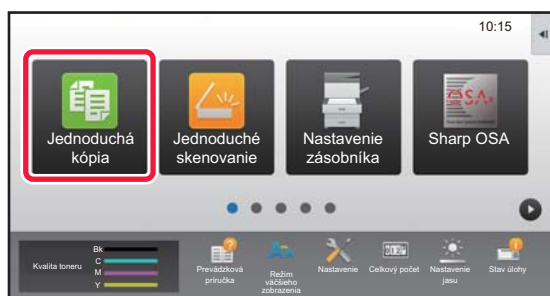 10:15
Jednoduchá
kópia
Jednoduché
skenovanie
Nastavenie
zásobníka
OSA
Sharp OSA
Kvalita toneru
Bk
C
M
Y
Prevádzková
príručka
Režim
väčšieho
zobrazenia
Nastavenie
Celkový počet
Nastavenie
jasu
Stav úlohy